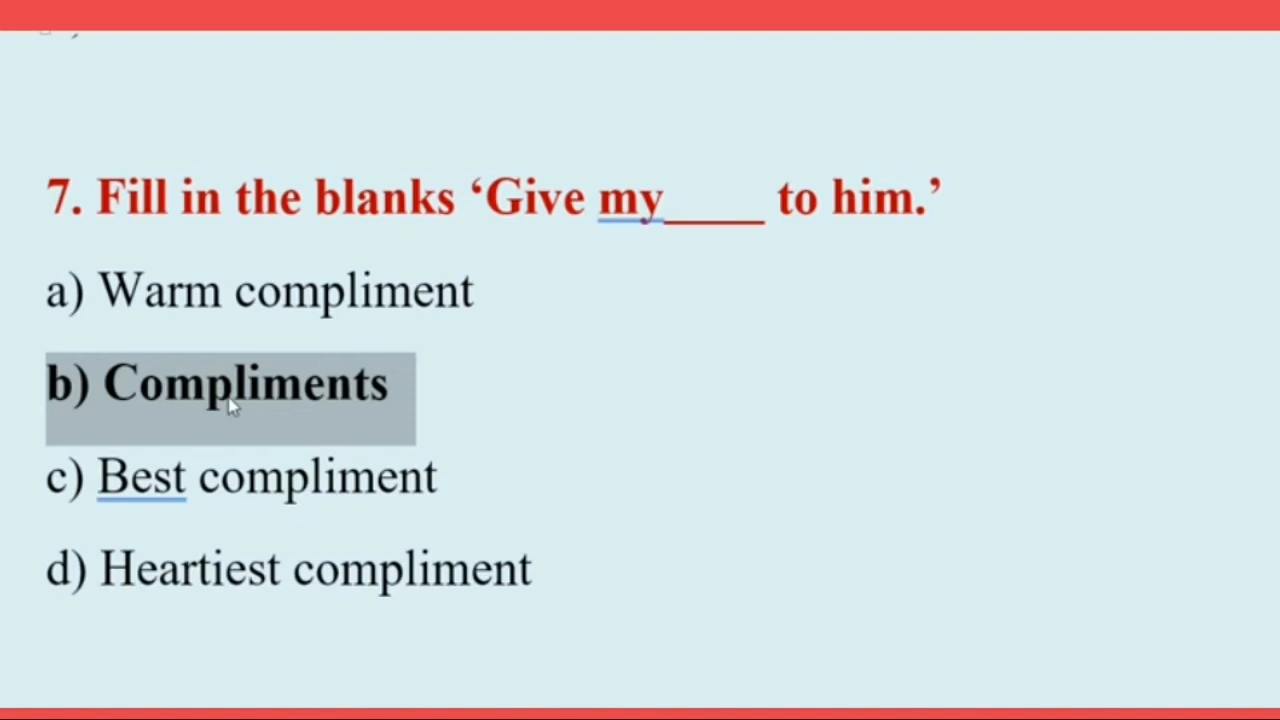 7. Fill in the blanks ‘Give my____ to him.’
a) Warm compliment
b) Compliments
c) Best compliment
d) Heartiest compliment